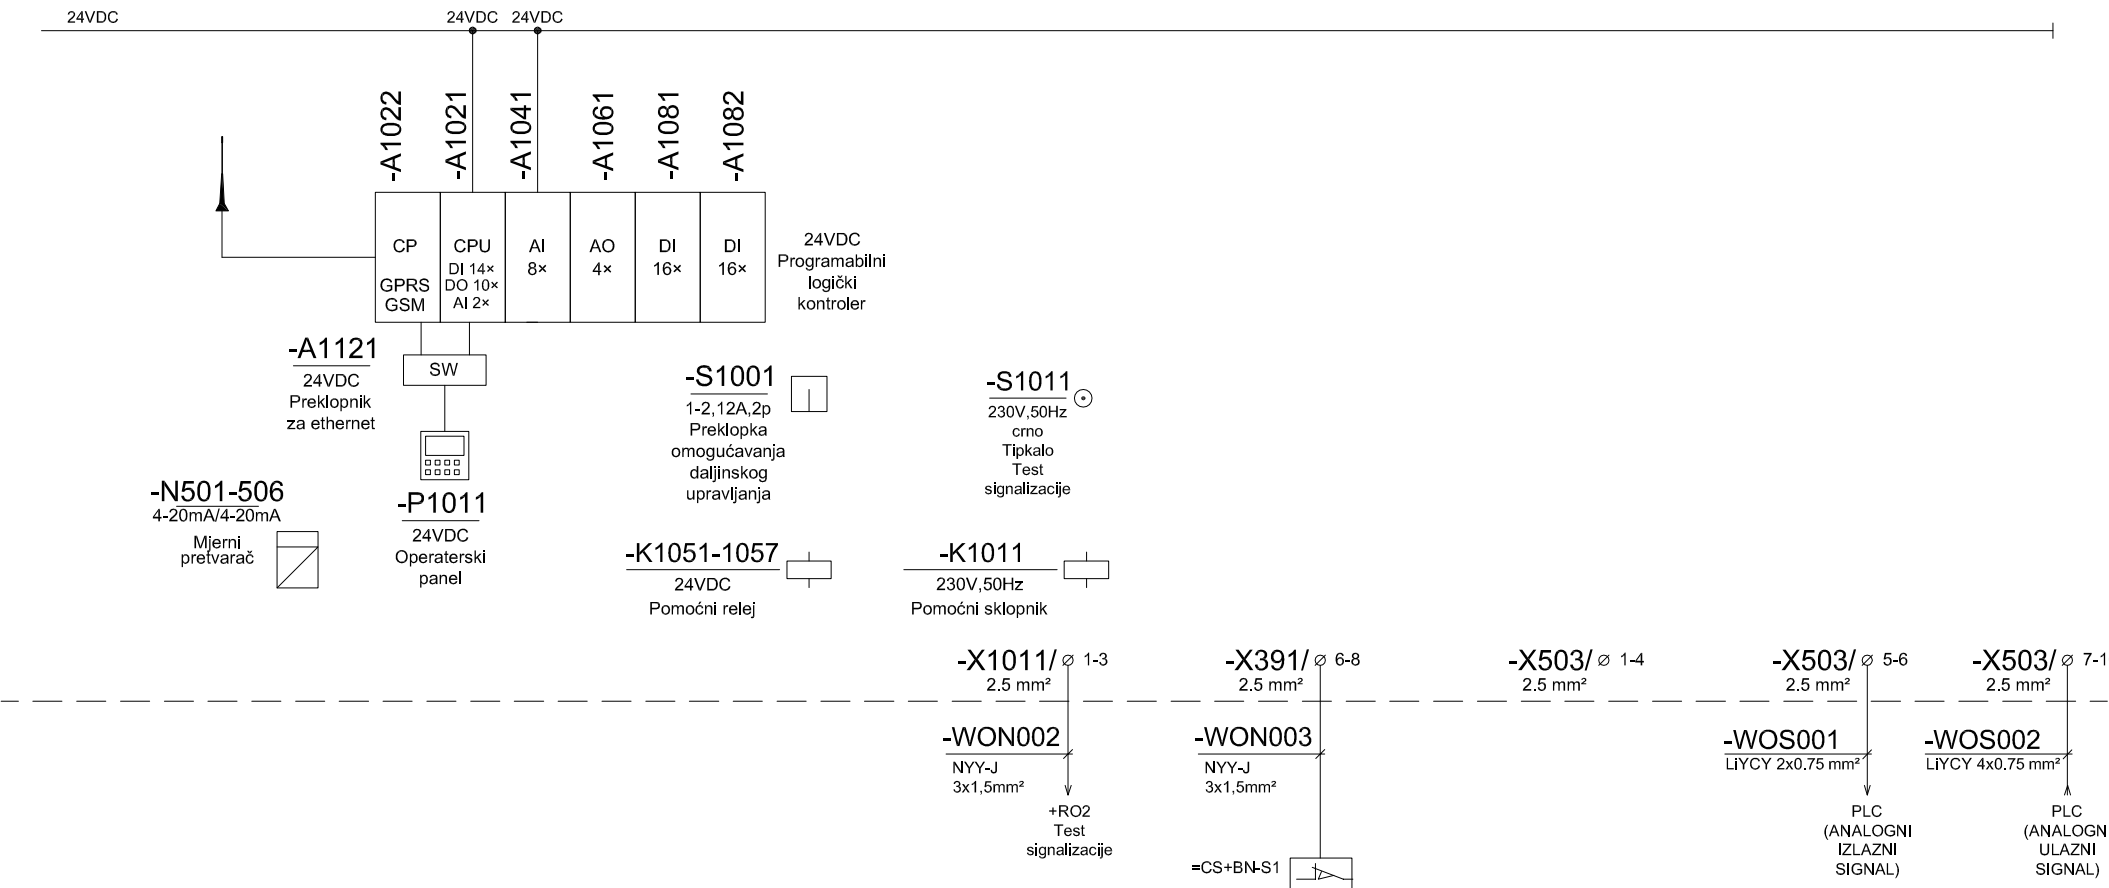 24VDC
24VDC
24VDC
-A1022
-A1021
-A1041
-A1061
-A1081
-A1082
CP
GPRS
GSM
CPU
DI 14×
DO 10×
AI 2×
AI
8×
AO
4×
DI
16×
DI
16×
24VDC
Programabilni
logički
kontroler
-A1121
24VDC
Preklopnik
za ethernet
SW
-S1001
1-2,12A,2p
Preklopka
omogućavanja
daljinskog
upravljanja
-S1011
230V,50Hz
crno
Tipkalo
Test
signalizacije
-N501-506
4-20mA/4-20mA
Mjerni
pretvarač
-P1011
24VDC
Operaterski
panel
-K1051-1057
24VDC
Pomoćni relej
-K1011
230V,50Hz
Pomoćni sklopnik
-X1011/ ⌀ 1-3
2.5 mm²
-X391/ ⌀ 6-8
2.5 mm²
-X503/ ⌀ 1-4
2.5 mm²
-X503/ ⌀ 5-6
2.5 mm²
-X503/ ⌀ 7-1
2.5 mm²
-WON002
NYY-J
3x1,5mm²
+RO2
Test
signalizacije
-WON003
NYY-J
3x1,5mm²
=CS+BN-S1
-WOS001
LiYCY 2x0.75 mm²
PLC
(ANALOGNI
IZLAZNI
SIGNAL)
-WOS002
LiYCY 4x0.75 mm²
PLC
(ANALOGN
ULAZNI
SIGNAL)